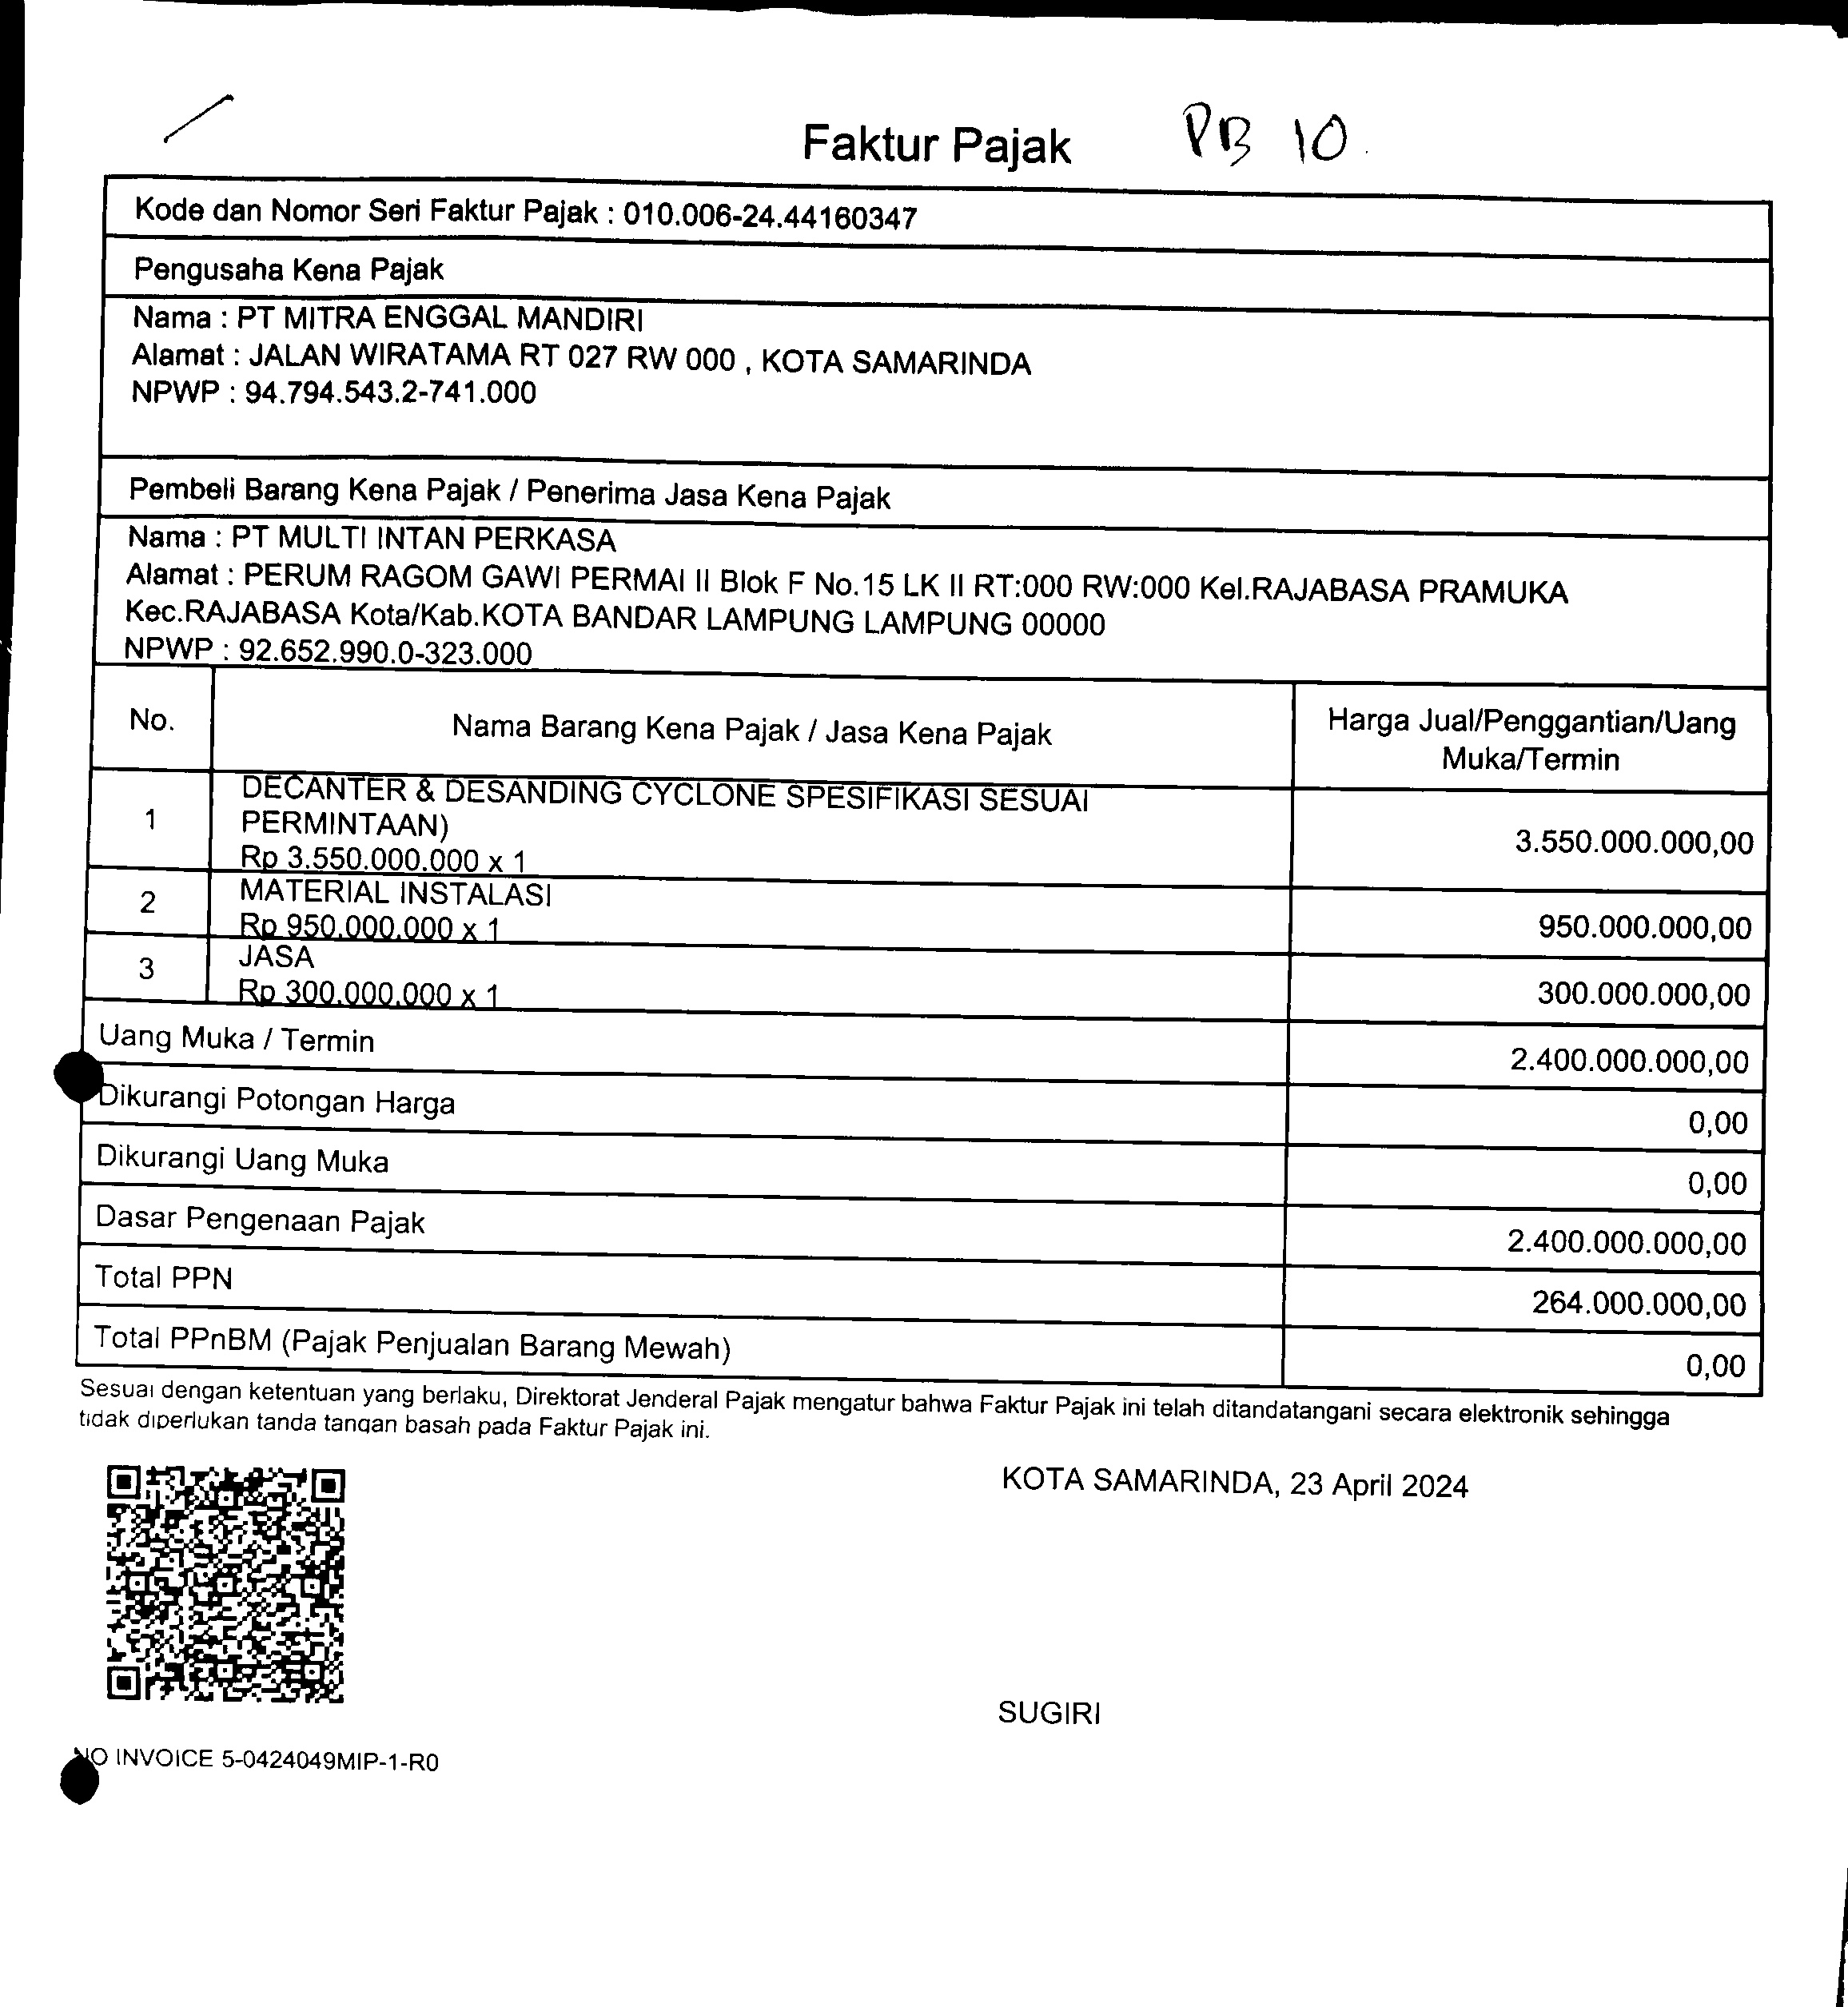 Faktur Pajak PB 10.
Kode dan Nomor Seri Faktur Pajak : 010.006-24.44160347
Pengusaha Kena Pajak
Nama : PT MITRA ENGGAL MANDIRI
Alamat : JALAN WIRATAMA RT 027 RW 000 , KOTA SAMARINDA
NPWP : 94.794.543.2-741.000
Pembeli Barang Kena Pajak / Penerima Jasa Kena Pajak
Nama : PT MULTI INTAN PERKASA
Alamat : PERUM RAGOM GAWI PERMAI II Blok F No.15 LK II RT:000 RW:000 Kel.RAJABASA PRAMUKA
Kec.RAJABASA Kota/Kab.KOTA BANDAR LAMPUNG LAMPUNG 00000
NPWP : 92.652.990.0-323.000
No. Nama Barang Kena Pajak / Jasa Kena Pajak Harga Jual/Penggantian/Uang
Muka/Termin
DECANTER & DESANDING CYCLONE SPESIFIKASI SESUAI
1 PERMINTAAN) 3.550.000.000,00
Rp 3.550.000.000 x 1
2 MATERIAL INSTALASI
Rp 950.000.000 x 1 950.000.000,00
3 JASA
Rp 300.000.000 x 1 300.000.000,00
Uang Muka / Termin 2.400.000.000,00
Dikurangi Potongan Harga 0,00
Dikurangi Uang Muka 0,00
Dasar Pengenaan Pajak 2.400.000.000,00
Total PPN 264.000.000,00
Total PPnBM (Pajak Penjualan Barang Mewah) 0,00
Sesuai dengan ketentuan yang berlaku, Direktorat Jenderal Pajak mengatur bahwa Faktur Pajak ini telah ditandatangani secara elektronik sehingga
tidak diperlukan tanda tangan basah pada Faktur Pajak ini.
KOTA SAMARINDA, 23 April 2024
SUGIRI
NO INVOICE 5-0424049MIP-1-R0